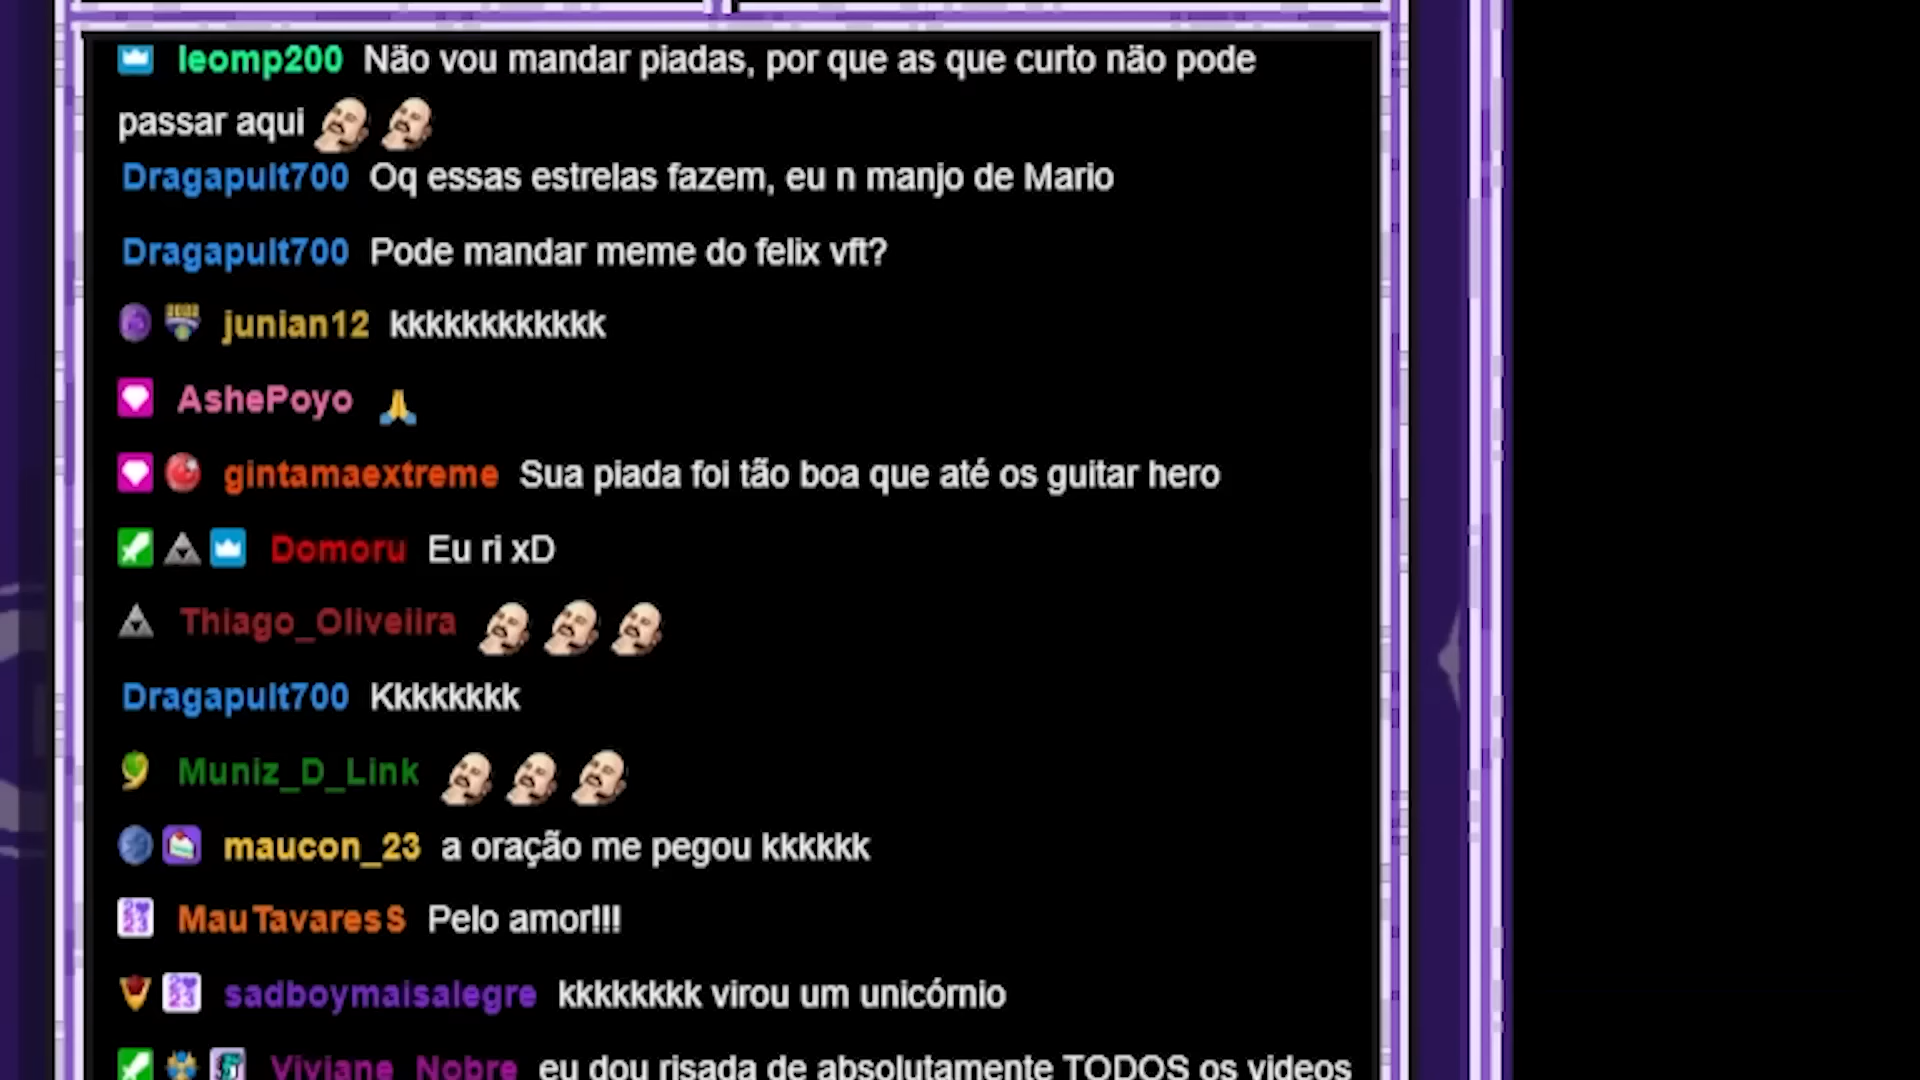 leomp200 Não vou mandar piadas, por que as que curto não pode
passar aqui
Dragapult700 Oq essas estrelas fazem, eu n manjo de Mario
Dragapult700 Pode mandar meme do felix vft?
junian12 kkkkkkkkkkkk
AshePoyo 🙏
gintamaextreme Sua piada foi tão boa que até os guitar hero
Domoru Eu ri xD
Thiago_Oliveiira
Dragapult700 Kkkkkkkk
Muniz_D_Link
maucon_23 a oração me pegou kkkkkk
MauTavaresS Pelo amor!!!
sadboymaisalegre kkkkkkkk virou um unicórnio
Viviane_Nobre eu dou risada de absolutamente TODOS os videos